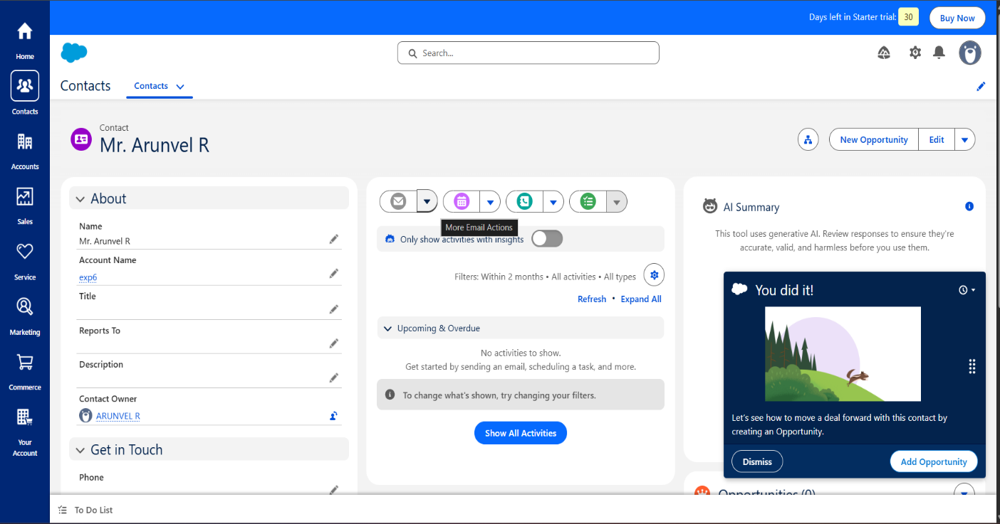 Days left in Starter trial: 30 Buy Now
Home
Contacts
Accounts
Sales
Service
Marketing
Commerce
Your
Account
Search...
Contacts Contacts
Contact
Mr. Arunvel R
New Opportunity Edit
About
Name
Mr. Arunvel R
Account Name
exp6
Title
Reports To
Description
Contact Owner
ARUNVEL R
Get in Touch
Phone
More Email Actions
Only show activities with insights
Filters: Within 2 months • All activities • All types
Refresh • Expand All
Upcoming & Overdue
No activities to show.
Get started by sending an email, scheduling a task, and more.
To change what's shown, try changing your filters.
Show All Activities
AI Summary
This tool uses generative AI. Review responses to ensure they're
accurate, valid, and harmless before you use them.
You did it!
Let's see how to move a deal forward with this contact by
creating an Opportunity.
Dismiss Add Opportunity
Opportunities (0)
To Do List